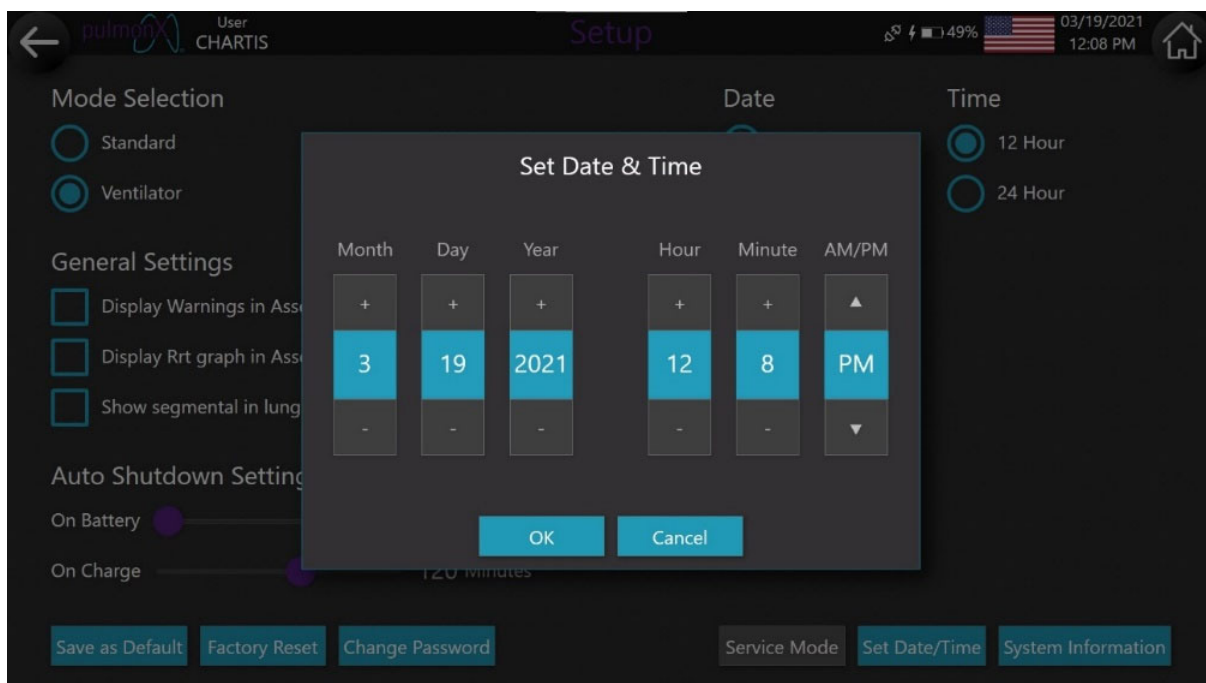 pulmonX
User
CHARTIS
Setup
49%
03/19/2021
12:08 PM
Mode Selection
Standard
Ventilator
Date
Time
12 Hour
24 Hour
General Settings
Display Warnings in Ass
Display Rrt graph in Ass
Show segmental in lung
Set Date & Time
Month Day Year Hour Minute AM/PM
+ + + + + ▲
3 19 2021 12 8 PM
- - - - - ▼
OK Cancel
Auto Shutdown Setting
On Battery
On Charge
120 Minutes
Save as Default Factory Reset Change Password Service Mode Set Date/Time System Information